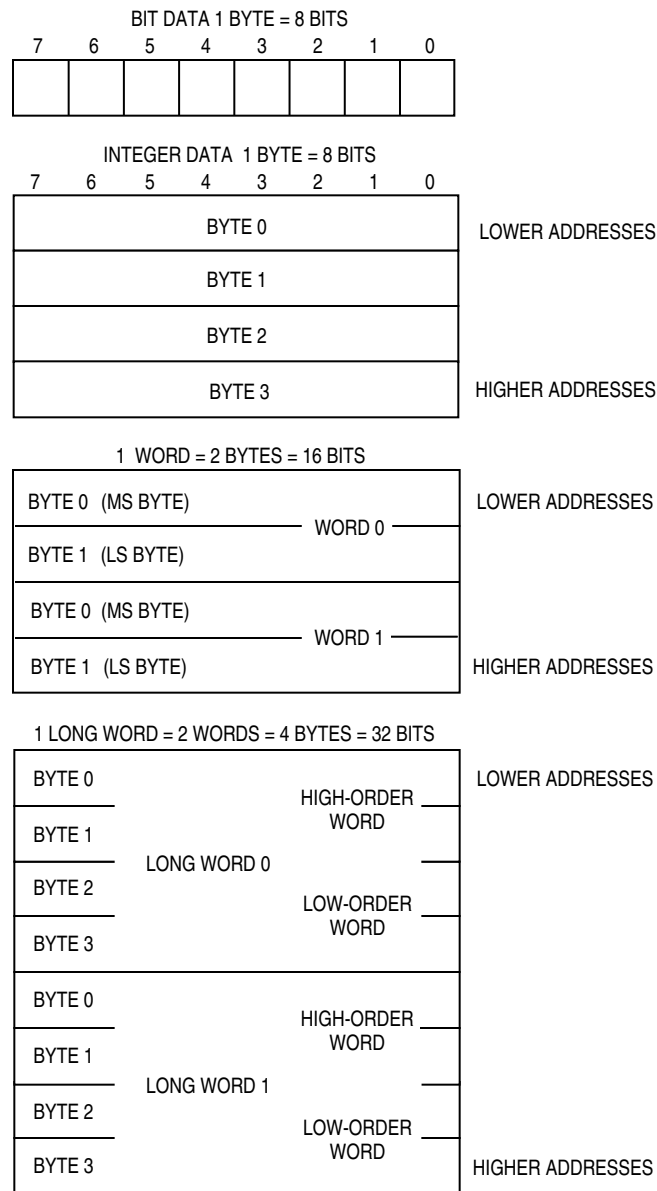 BIT DATA 1 BYTE = 8 BITS
7 6 5 4 3 2 1 0
INTEGER DATA 1 BYTE = 8 BITS
7 6 5 4 3 2 1 0
BYTE 0 LOWER ADDRESSES
BYTE 1
BYTE 2
BYTE 3 HIGHER ADDRESSES
1 WORD = 2 BYTES = 16 BITS
BYTE 0 (MS BYTE) LOWER ADDRESSES
WORD 0
BYTE 1 (LS BYTE)
BYTE 0 (MS BYTE)
WORD 1
BYTE 1 (LS BYTE) HIGHER ADDRESSES
1 LONG WORD = 2 WORDS = 4 BYTES = 32 BITS
BYTE 0 LOWER ADDRESSES
HIGH-ORDER
WORD
BYTE 1
LONG WORD 0
BYTE 2
LOW-ORDER
WORD
BYTE 3
BYTE 0
HIGH-ORDER
WORD
BYTE 1
LONG WORD 1
BYTE 2
LOW-ORDER
WORD
BYTE 3 HIGHER ADDRESSES